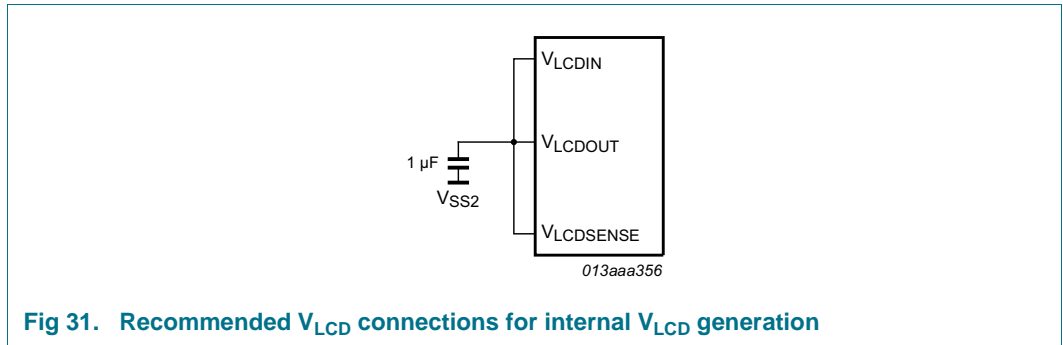 VLCDIN
VLCDOUT
1 µF
VSS2
VLCDSENSE
013aaa356
Fig 31. Recommended VLCD connections for internal VLCD generation